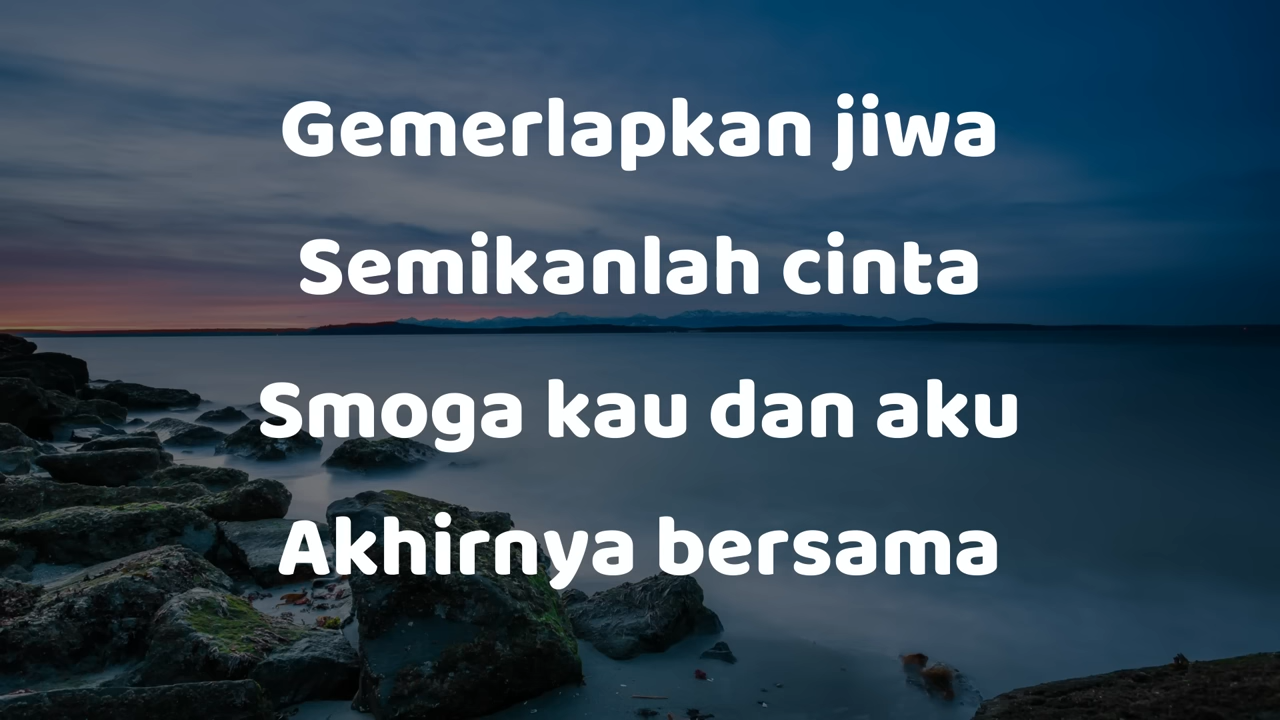 Gemerlapkan jiwa
Semikanlah cinta
Smoga kau dan aku
Akhirnya bersama